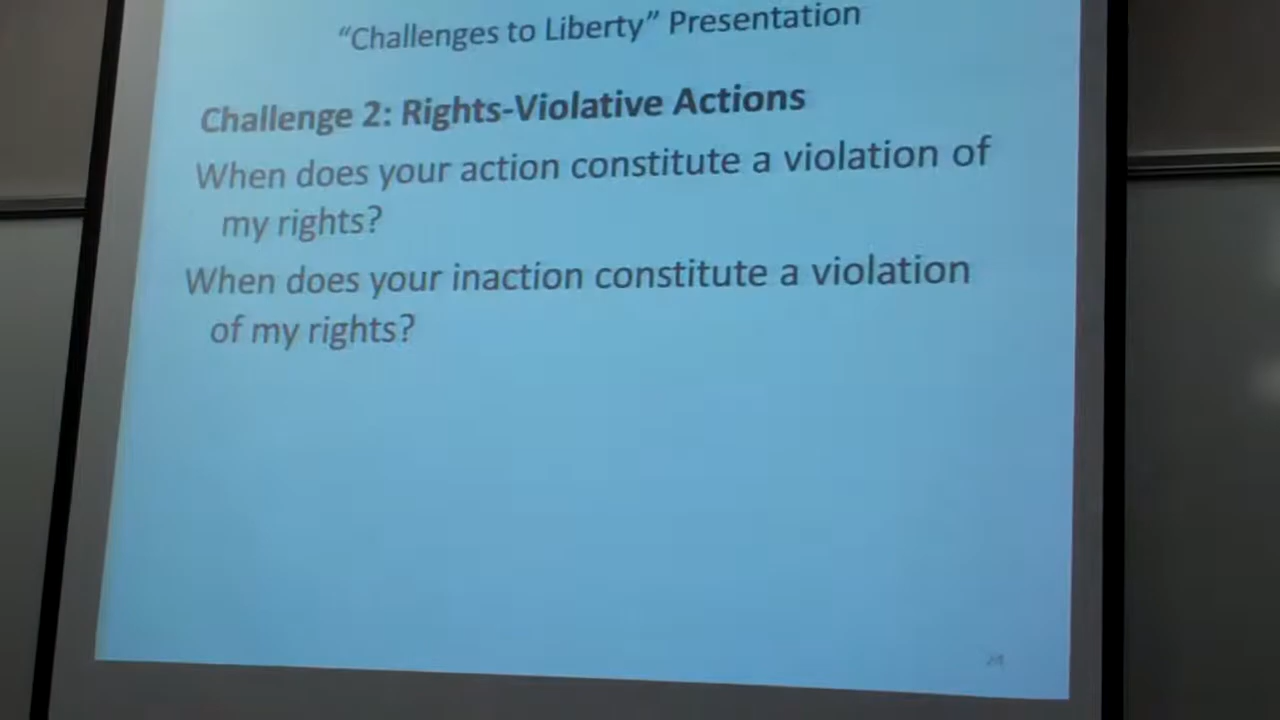 “Challenges to Liberty” Presentation
Challenge 2: Rights-Violative Actions
When does your action constitute a violation of
my rights?
When does your inaction constitute a violation
of my rights?